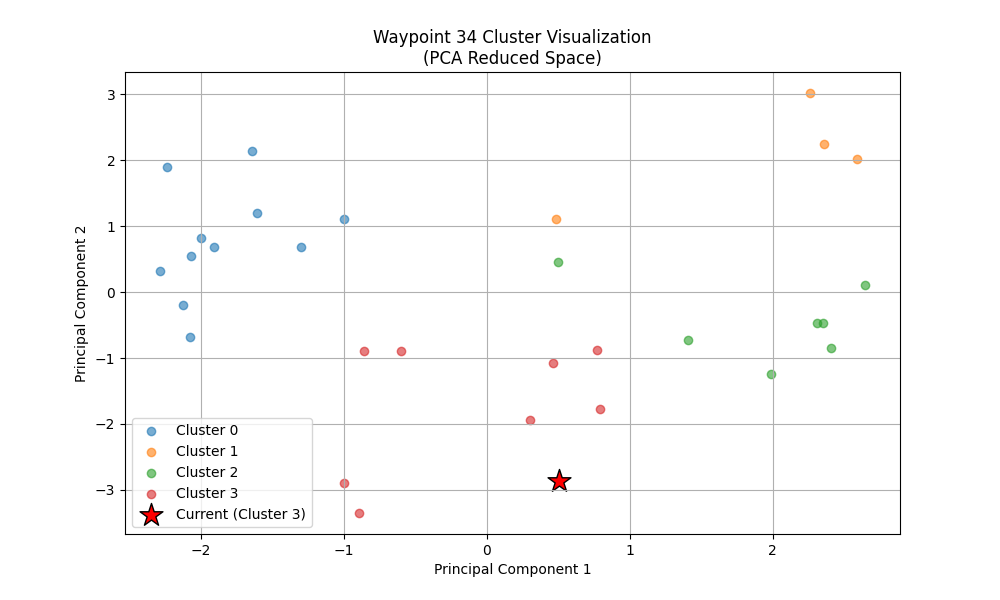 Waypoint 34 Cluster Visualization
(PCA Reduced Space)
Principal Component 2
3
2
1
0
−1
−2
−3
Cluster 0
Cluster 1
Cluster 2
Cluster 3
Current (Cluster 3)
−2
−1
0
1
2
Principal Component 1